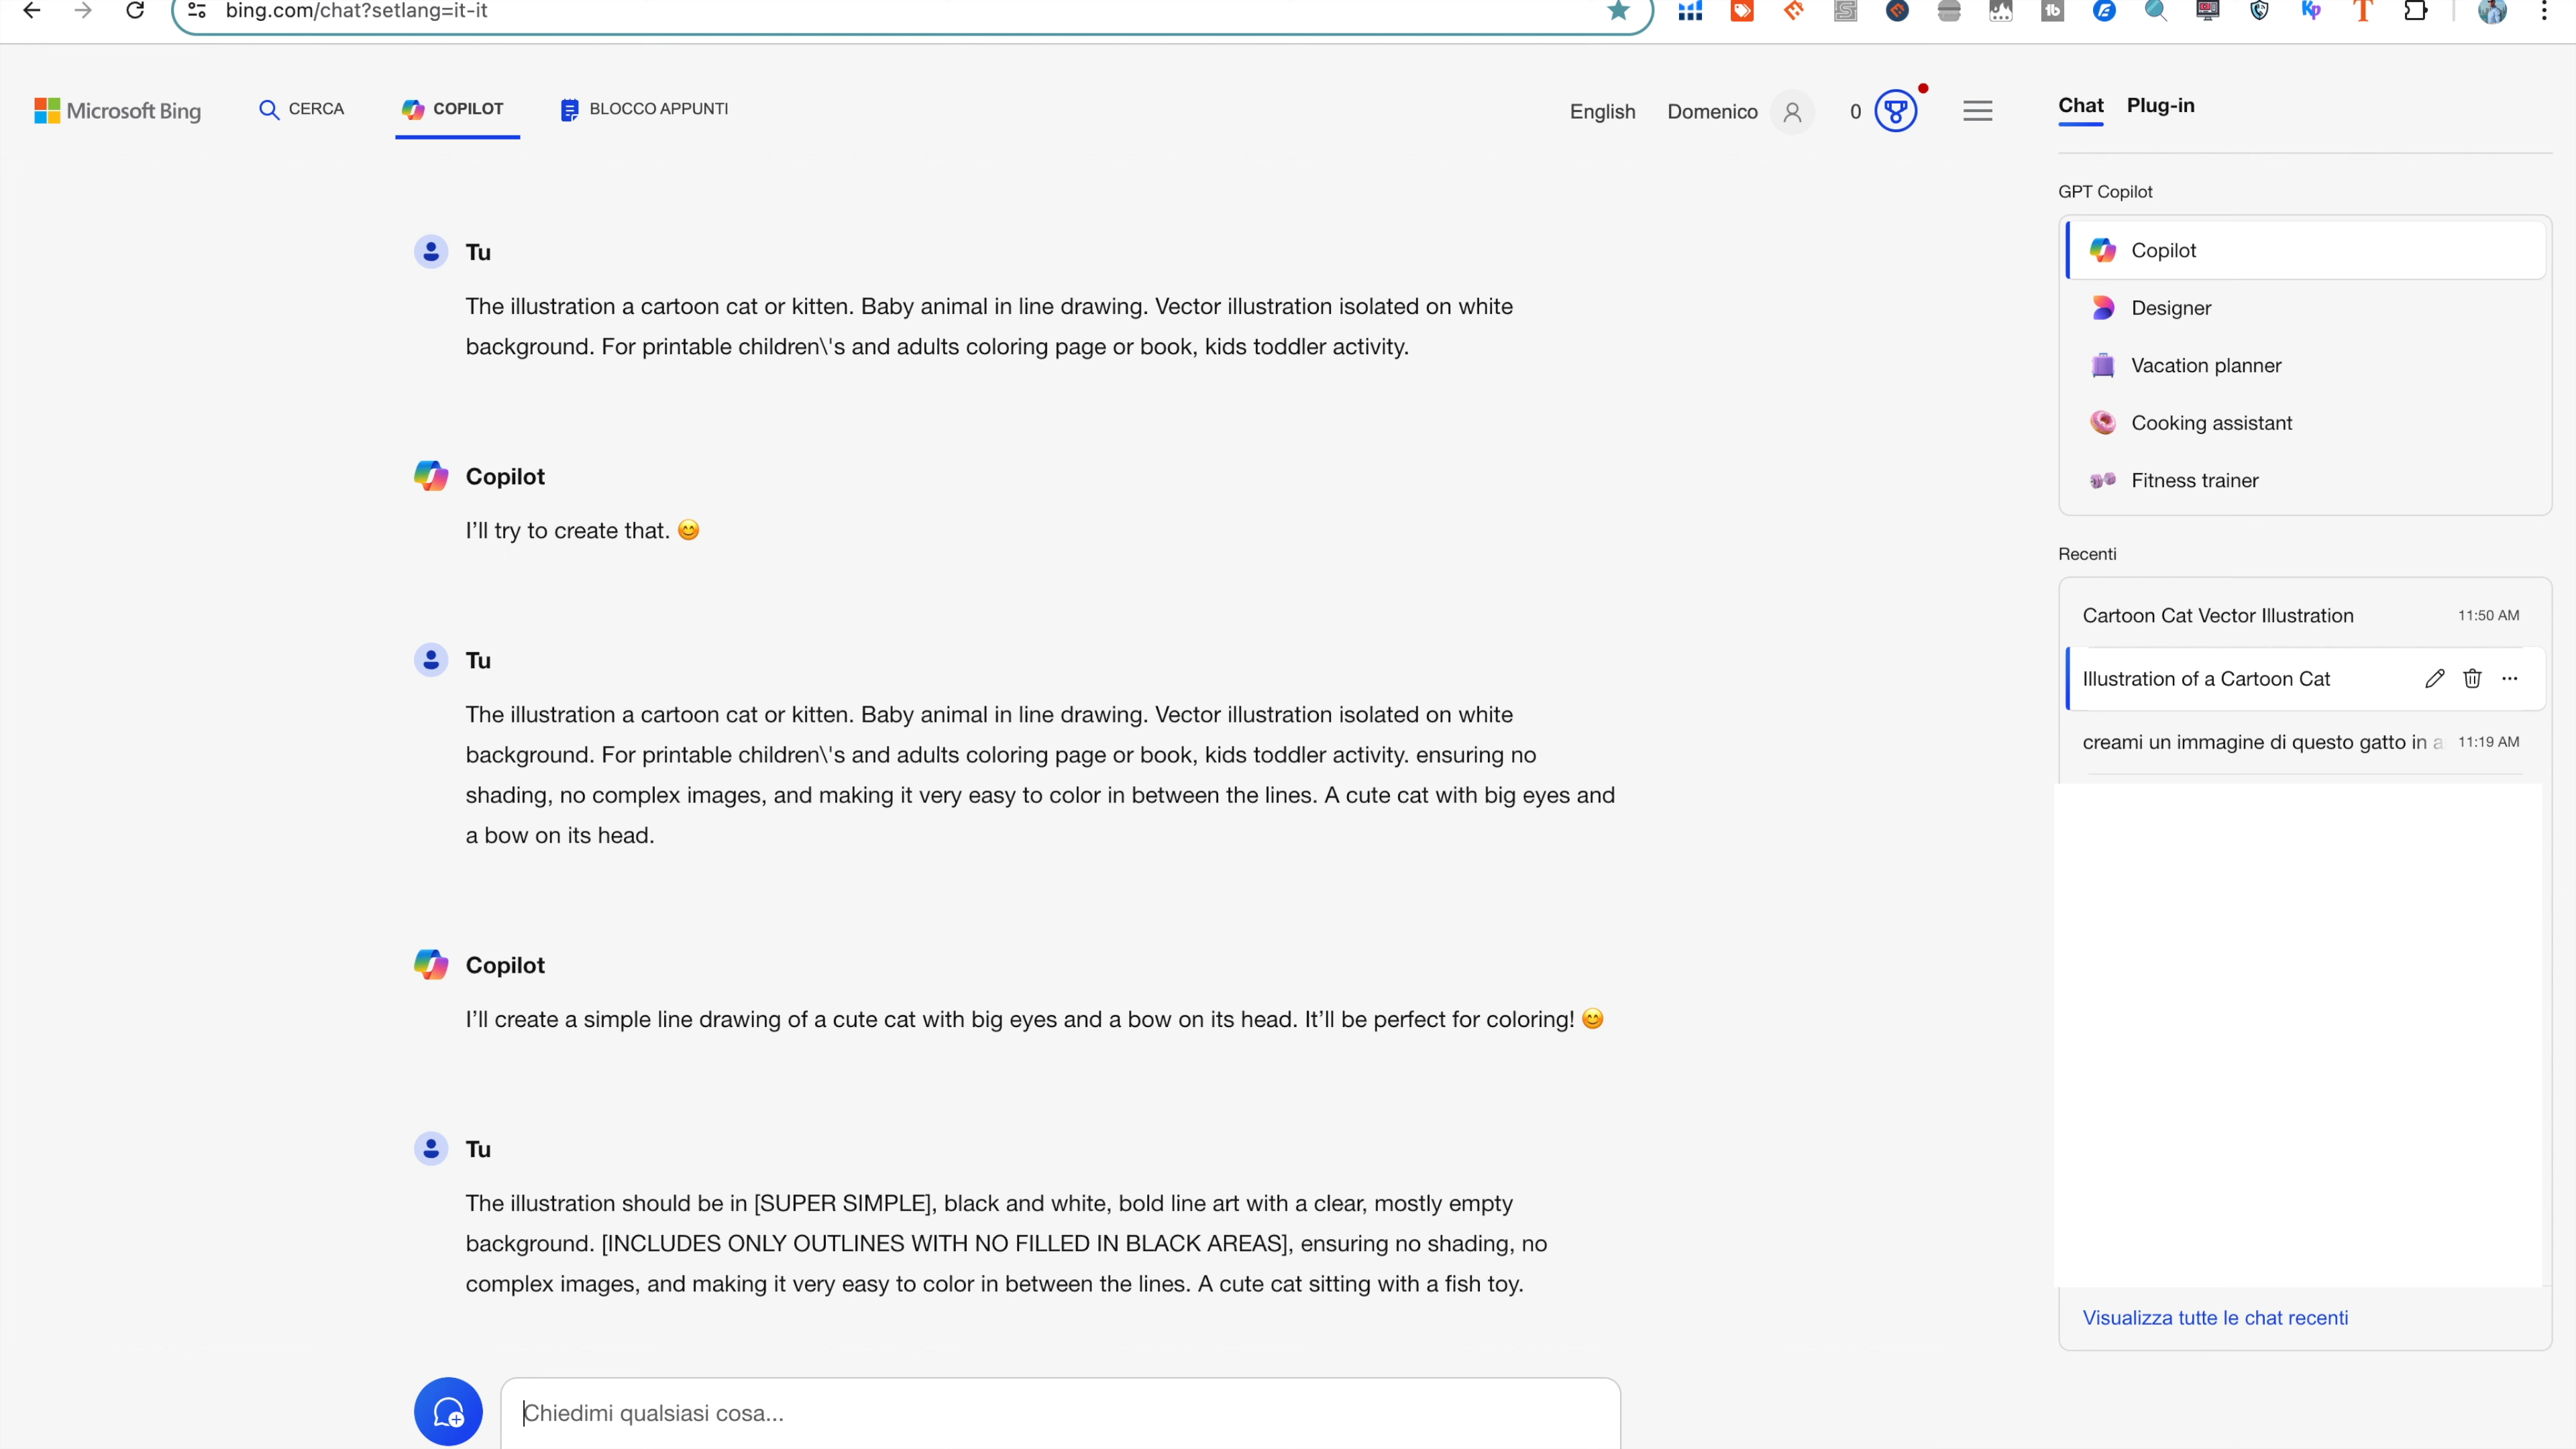 bing.com/chat?setlang=it-it
Microsoft Bing
CERCA
COPILOT
BLOCCO APPUNTI
English
Domenico
0
Chat
Plug-in
Tu
The illustration a cartoon cat or kitten. Baby animal in line drawing. Vector illustration isolated on white
background. For printable children\'s and adults coloring page or book, kids toddler activity.
Copilot
I'll try to create that. 😊
Tu
The illustration a cartoon cat or kitten. Baby animal in line drawing. Vector illustration isolated on white
background. For printable children\'s and adults coloring page or book, kids toddler activity. ensuring no
shading, no complex images, and making it very easy to color in between the lines. A cute cat with big eyes and
a bow on its head.
Copilot
I'll create a simple line drawing of a cute cat with big eyes and a bow on its head. It'll be perfect for coloring! 😊
Tu
The illustration should be in [SUPER SIMPLE], black and white, bold line art with a clear, mostly empty
background. [INCLUDES ONLY OUTLINES WITH NO FILLED IN BLACK AREAS], ensuring no shading, no
complex images, and making it very easy to color in between the lines. A cute cat sitting with a fish toy.
Chiedimi qualsiasi cosa...
GPT Copilot
Copilot
Designer
Vacation planner
Cooking assistant
Fitness trainer
Recenti
Cartoon Cat Vector Illustration 11:50 AM
Illustration of a Cartoon Cat
creami un immagine di questo gatto in a 11:19 AM
Visualizza tutte le chat recenti